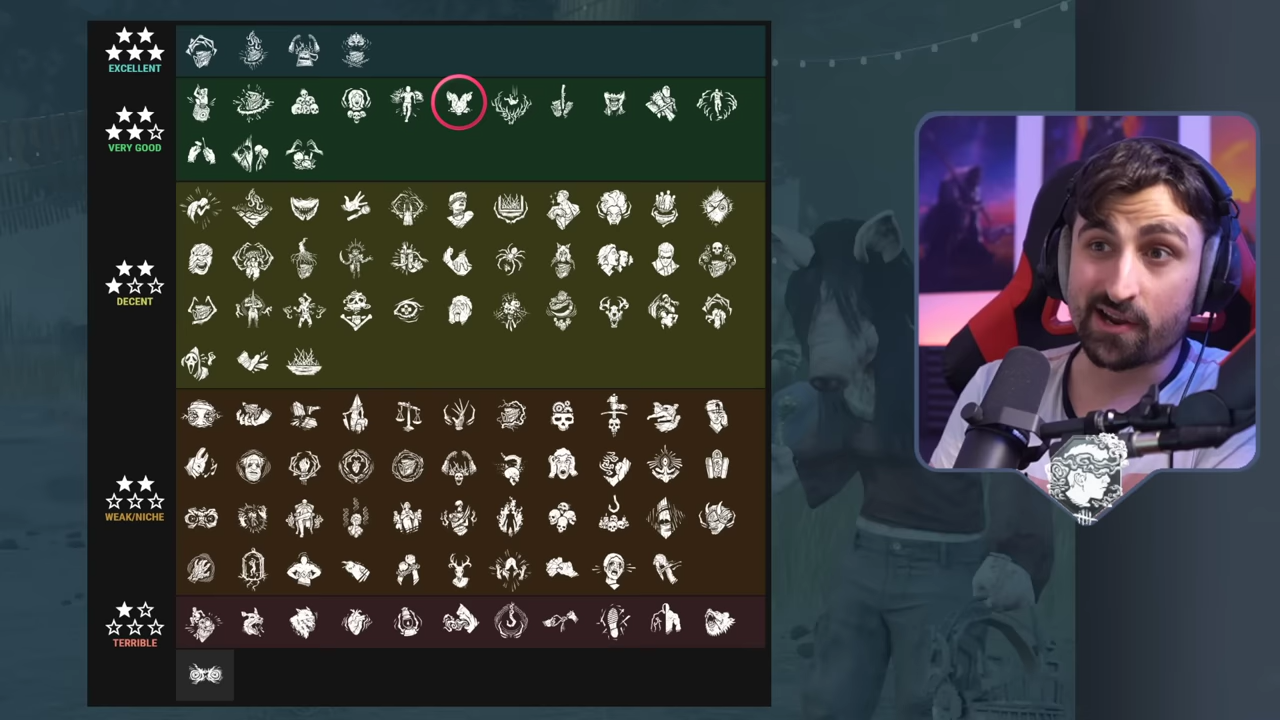 EXCELLENT
VERY GOOD
DECENT
WEAK/NICHE
TERRIBLE